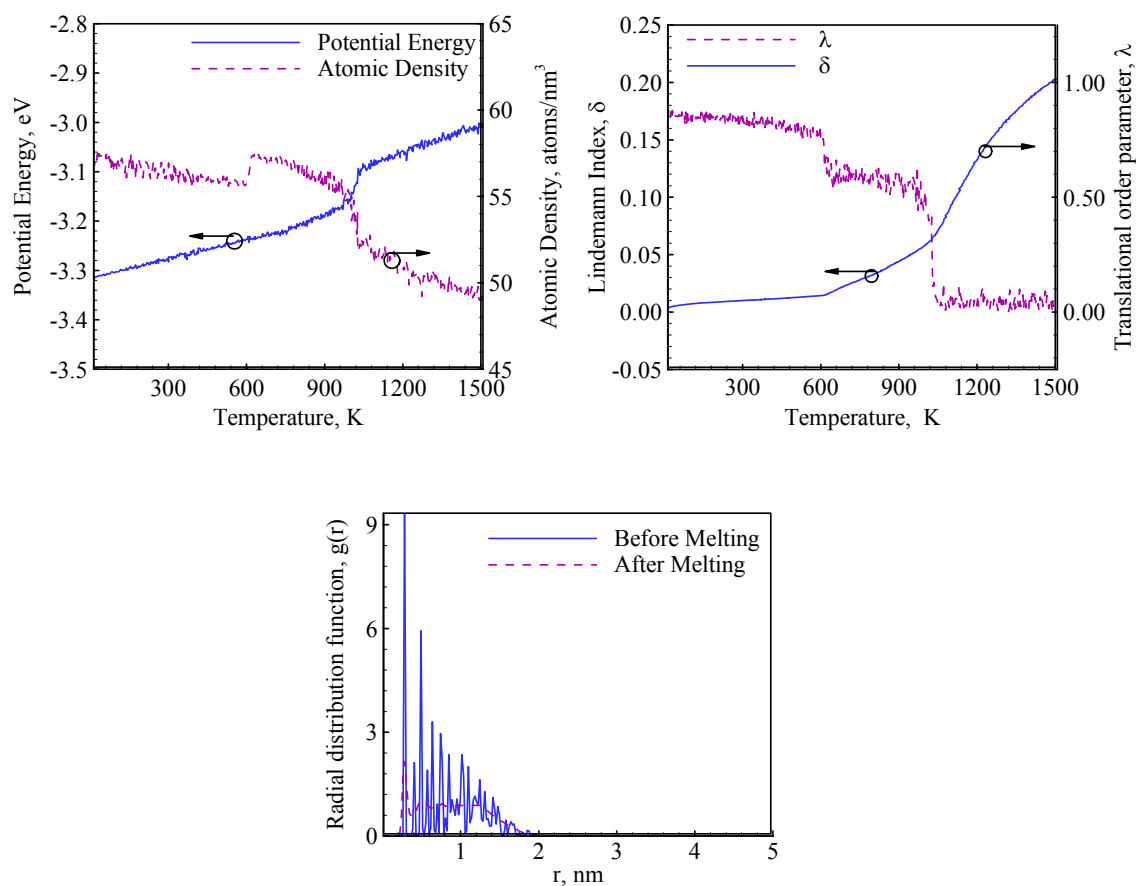 Potential Energy
Atomic Density
Potential Energy, eV
-2.8
-2.9
-3.0
-3.1
-3.2
-3.3
-3.4
-3.5
300 600 900 1200 1500
Temperature, K
65
60
55
50
45
Atomic Density, atoms/nm³
λ
δ
Lindemann Index, δ
0.25
0.20
0.15
0.10
0.05
0.00
-0.05
300 600 900 1200 1500
Temperature, K
1.00
0.50
0.00
Translational order parameter, λ
Before Melting
After Melting
Radial distribution function, g(r)
9
6
3
0
1 2 3 4 5
r, nm